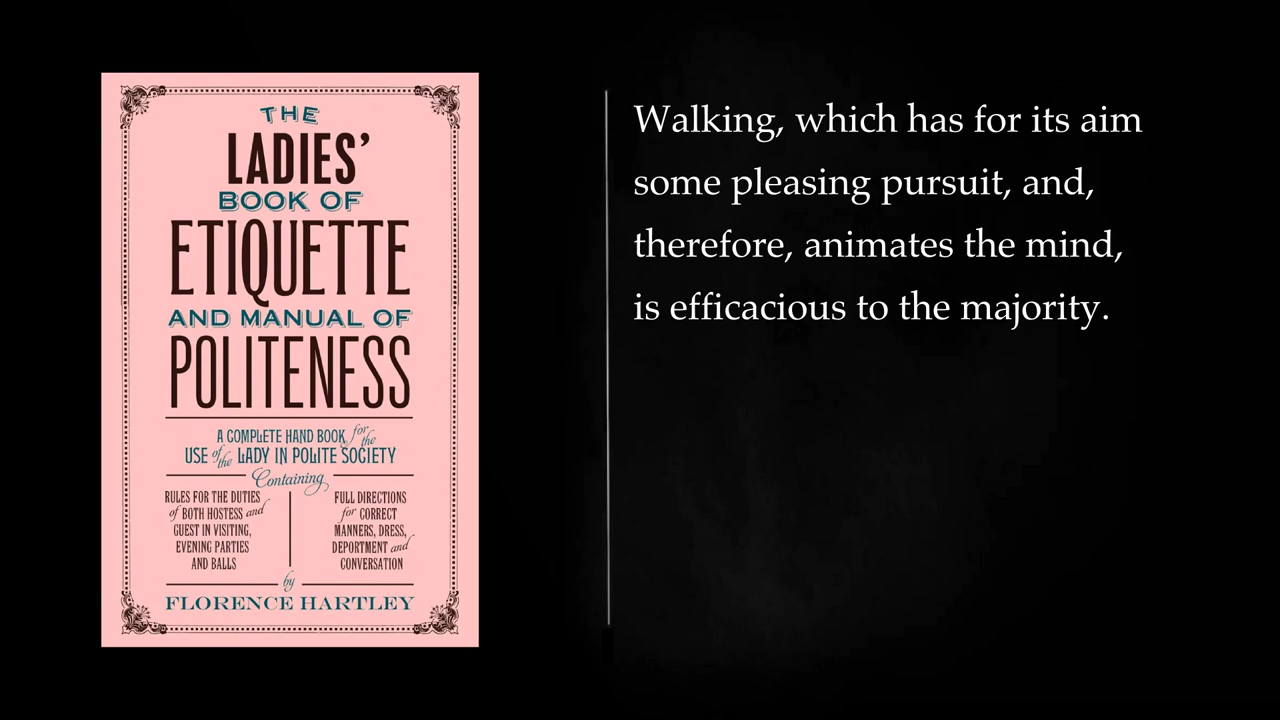 THE
LADIES'
BOOK OF
ETIQUETTE
AND MANUAL OF
POLITENESS
A COMPLETE HAND BOOK for the
USE of the LADY IN POLITE SOCIETY
Containing
RULES FOR THE DUTIES
of BOTH HOSTESS and
GUEST IN VISITING,
EVENING PARTIES
AND BALLS
FULL DIRECTIONS
for CORRECT
MANNERS, DRESS,
DEPORTMENT and
CONVERSATION
by
FLORENCE HARTLEY
Walking, which has for its aim
some pleasing pursuit, and,
therefore, animates the mind,
is efficacious to the majority.